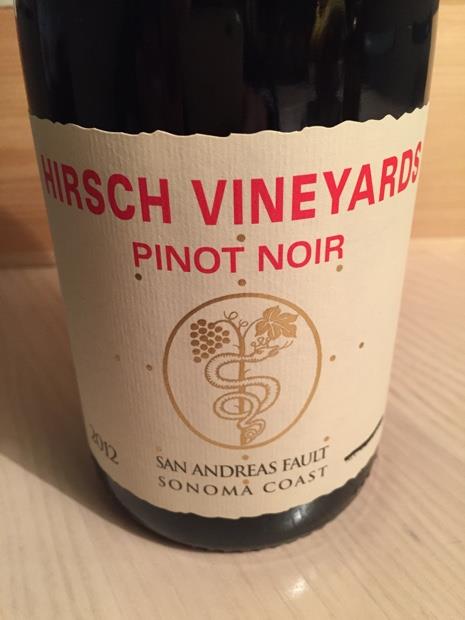 HIRSCH VINEYARDS
PINOT NOIR
2012
SAN ANDREAS FAULT
SONOMA COAST